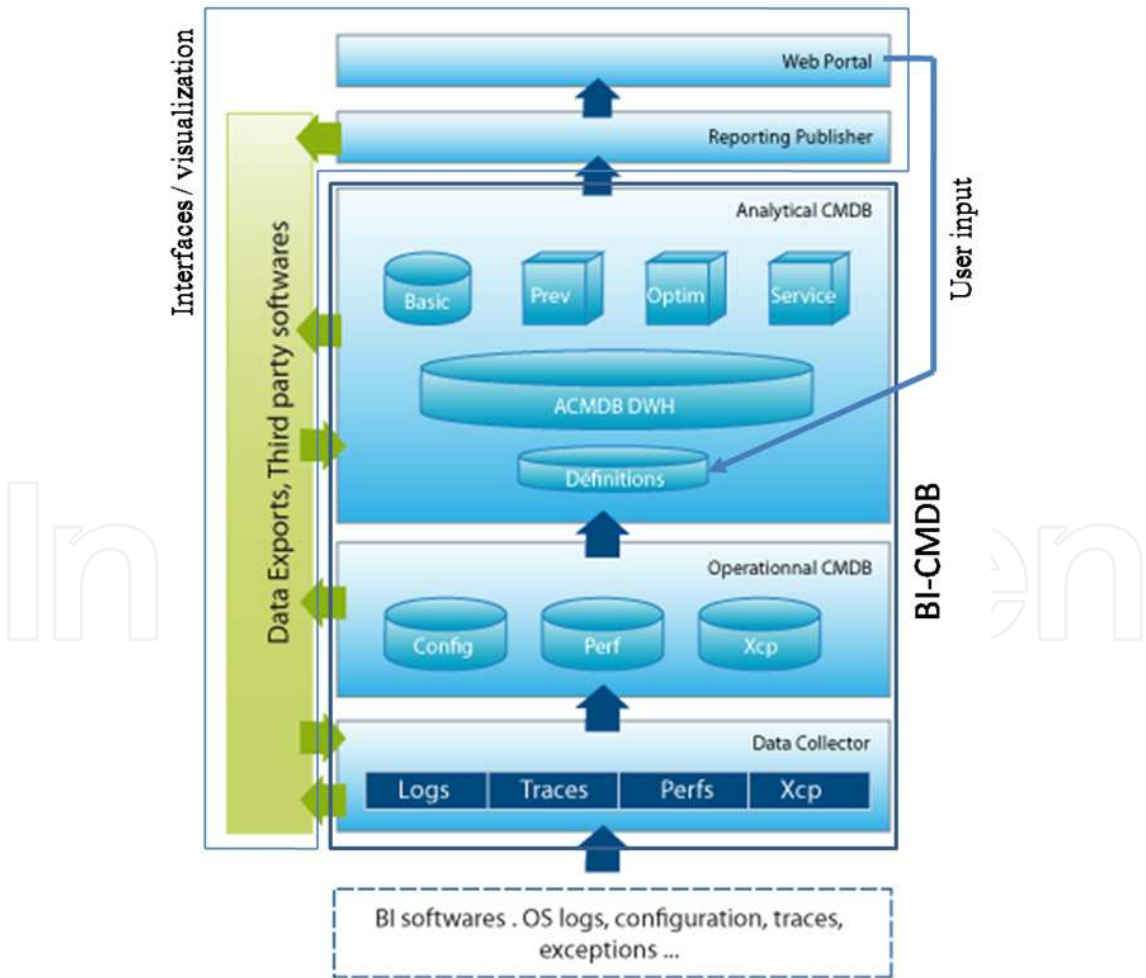 Interfaces / visualization
Web Portal
Reporting Publisher
Data Exports, Third party softwares
User input
Analytical CMDB
Basic
Prev
Optim
Service
ACMDB DWH
Définitions
BI-CMDB
Operationnal CMDB
Config
Perf
Xcp
Data Collector
Logs
Traces
Perfs
Xcp
BI softwares . OS logs, configuration, traces,
exceptions ...